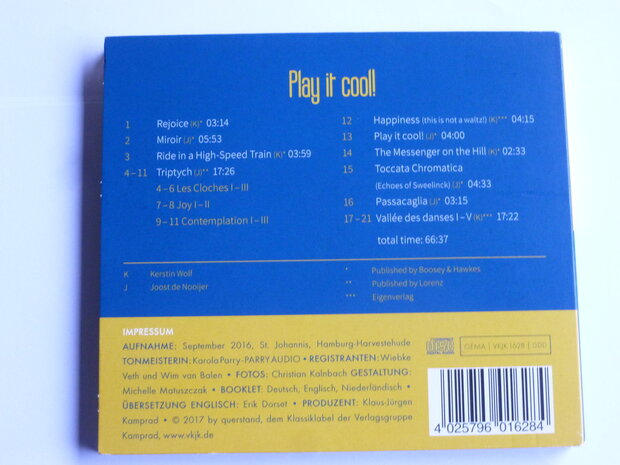 Play it cool!
1 Rejoice (K)* 03:14
2 Miroir (J)* 05:53
3 Ride in a High-Speed Train (K)* 03:59
4–11 Triptych (J)** 17:26
4–6 Les Cloches I–III
7–8 Joy I–II
9–11 Contemplation I–III
12 Happiness (this is not a waltz!) (K)*** 04:15
13 Play it cool! (J)* 04:00
14 The Messenger on the Hill (K)* 02:33
15 Toccata Chromatica
(Echoes of Sweelinck) (J)* 04:33
16 Passacaglia (J)* 03:15
17–21 Vallée des danses I–V (K)*** 17:22
total time: 66:37
K Kerstin Wolf
J Joost de Nooijer
* Published by Boosey & Hawkes
** Published by Lorenz
*** Eigenverlag
IMPRESSUM
AUFNAHME: September 2016, St. Johannis, Hamburg-Harvestehude
TONMEISTERIN: Karola Parry-PARRY AUDIO • REGISTRANTEN: Wiebke
Veth und Wim van Balen • FOTOS: Christian Kalnbach GESTALTUNG:
Michelle Matuszczak • BOOKLET: Deutsch, Englisch, Niederländisch •
ÜBERSETZUNG ENGLISCH: Erik Dorset • PRODUZENT: Klaus-Jürgen
Kamprad • © 2017 by querstand, dem Klassiklabel der Verlagsgruppe
Kamprad, www.vkjk.de
COMPACT disc DIGITAL AUDIO
GEMA | VKJK 1628 | DDD
4 025796 016284